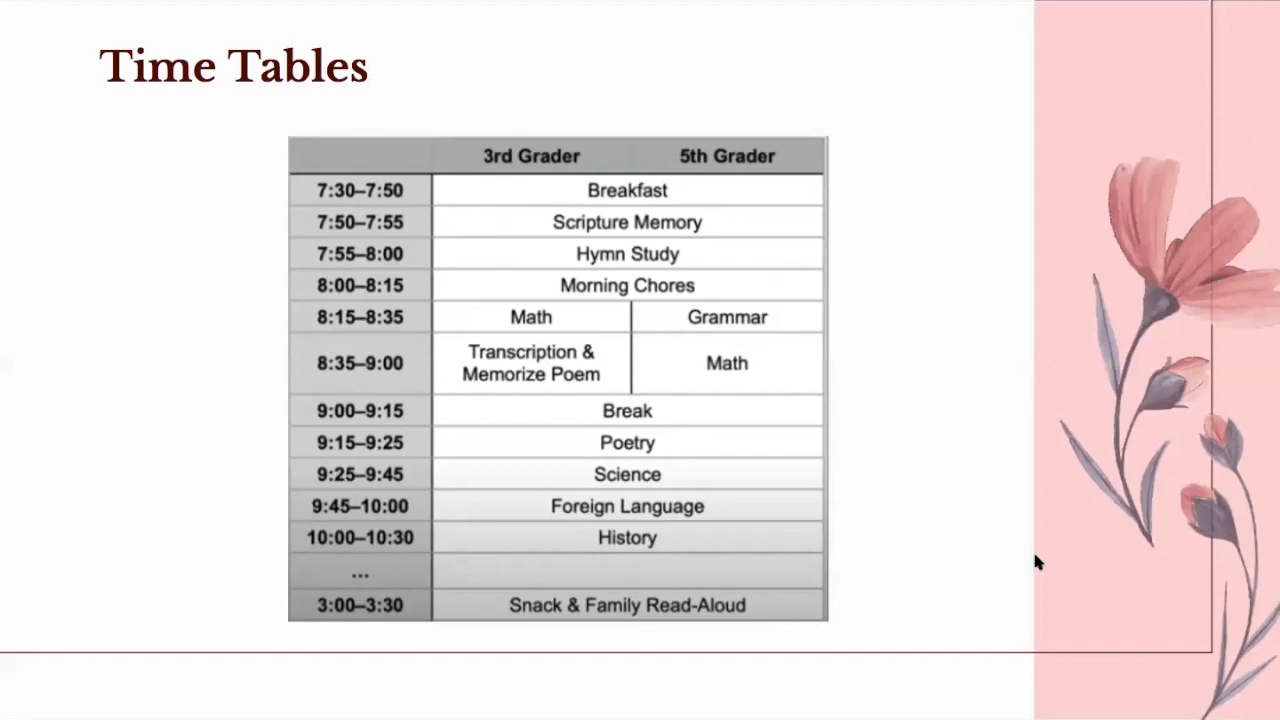 Time Tables
3rd Grader 5th Grader
7:30–7:50 Breakfast
7:50–7:55 Scripture Memory
7:55–8:00 Hymn Study
8:00–8:15 Morning Chores
8:15–8:35 Math Grammar
8:35–9:00 Transcription & Memorize Poem Math
9:00–9:15 Break
9:15–9:25 Poetry
9:25–9:45 Science
9:45–10:00 Foreign Language
10:00–10:30 History
...
3:00–3:30 Snack & Family Read-Aloud